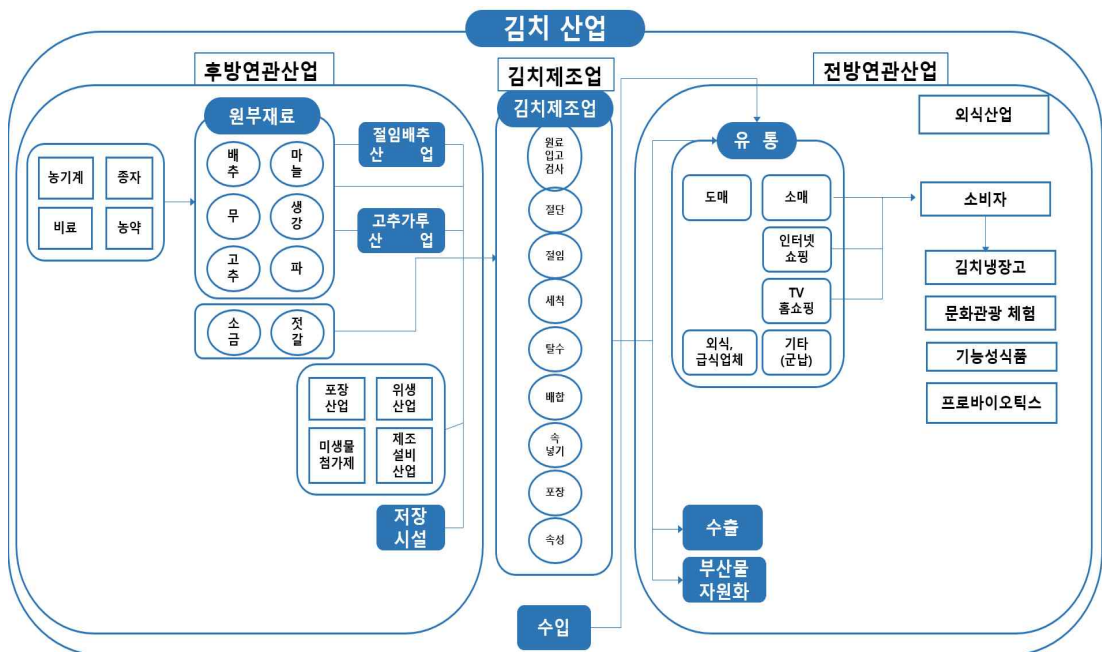 김치 산업
후방연관산업
원부재료
농기계
종자
비료
농약
배
추
마
늘
무
생
강
고
추
파
소
금
젓
갈
절임배추
산 업
고추가루
산 업
포장
산업
위생
산업
미생물
첨가제
제조
설비
산업
저장
시설
김치제조업
김치제조업
원료
입고
검사
절단
절임
세척
탈수
배합
속
넣기
포장
속성
수입
전방연관산업
유 통
도매
소매
인터넷
쇼핑
TV
홈쇼핑
외식,
급식업체
기타
(군납)
수출
부산물
자원화
외식산업
소비자
김치냉장고
문화관광 체험
기능성식품
프로바이오틱스